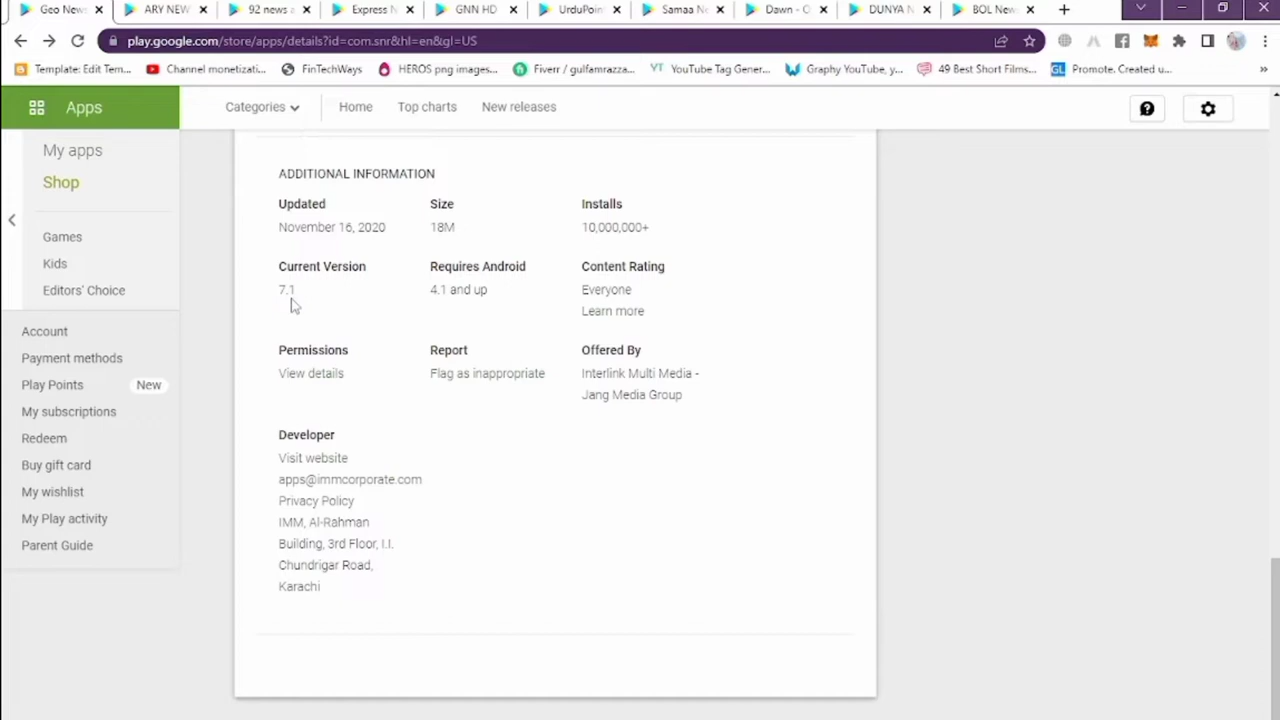 Geo News
ARY NEW
92 news a
Express N
GNN HD
UrduPoin
Samaa N
Dawn - O
DUNYA N
BOL New
play.google.com/store/apps/details?id=com.snr&hl=en&gl=US
Template: Edit Tem...
Channel monetizati...
FinTechWays
HEROS png images...
Fiverr / gulfamrazza...
YT
YouTube Tag Gener...
Graphy YouTube, y...
49 Best Short Films...
GL
Promote. Created u...
»
Apps
Categories
Home
Top charts
New releases
My apps
Shop
Games
Kids
Editors' Choice
Account
Payment methods
Play Points
New
My subscriptions
Redeem
Buy gift card
My wishlist
My Play activity
Parent Guide
ADDITIONAL INFORMATION
Updated
November 16, 2020
Size
18M
Installs
10,000,000+
Current Version
7.1
Requires Android
4.1 and up
Content Rating
Everyone
Learn more
Permissions
View details
Report
Flag as inappropriate
Offered By
Interlink Multi Media -
Jang Media Group
Developer
Visit website
apps@immcorporate.com
Privacy Policy
IMM, Al-Rahman
Building, 3rd Floor, I.I.
Chundrigar Road,
Karachi